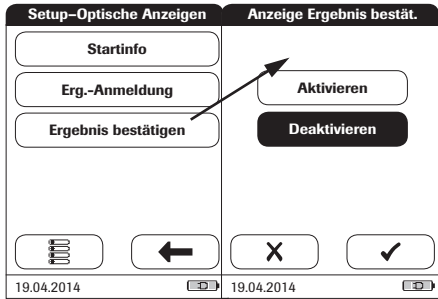 Setup-Optische Anzeigen
Startinfo
Erg.-Anmeldung
Ergebnis bestätigen
19.04.2014
Anzeige Ergebnis bestät.
Aktivieren
Deaktivieren
19.04.2014